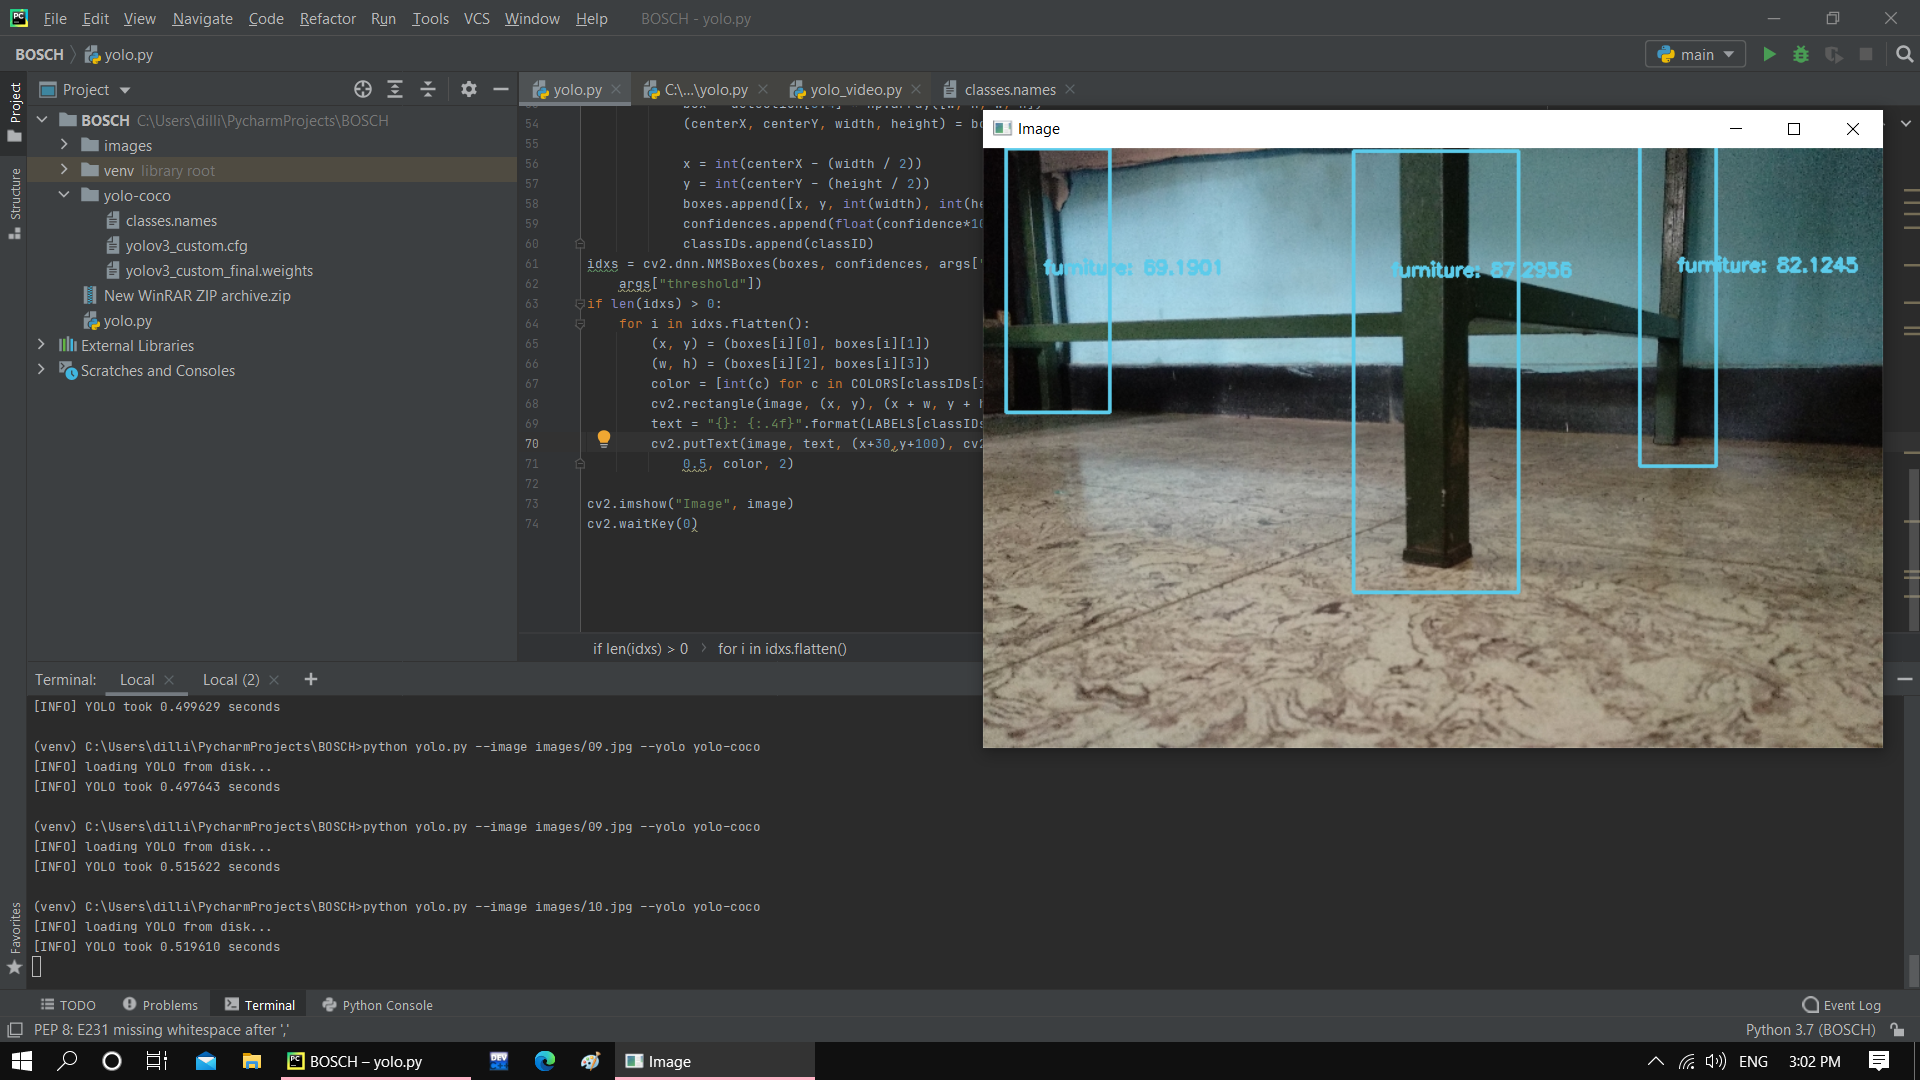 File Edit View Navigate Code Refactor Run Tools VCS Window Help BOSCH - yolo.py
BOSCH yolo.py
main
Project
yolo.py C:\...\yolo.py yolo_video.py classes.names
BOSCH C:\Users\dilli\PycharmProjects\BOSCH
images
venv library root
yolo-coco
classes.names
yolov3_custom.cfg
yolov3_custom_final.weights
New WinRAR ZIP archive.zip
yolo.py
External Libraries
Scratches and Consoles
Project
Structure
Favorites
54 (centerX, centerY, width, height) = bo
55
56 x = int(centerX - (width / 2))
57 y = int(centerY - (height / 2))
58 boxes.append([x, y, int(width), int(he
59 confidences.append(float(confidence*10
60 classIDs.append(classID)
61 idxs = cv2.dnn.NMSBoxes(boxes, confidences, args["
62 args["threshold"])
63 if len(idxs) > 0:
64 for i in idxs.flatten():
65 (x, y) = (boxes[i][0], boxes[i][1])
66 (w, h) = (boxes[i][2], boxes[i][3])
67 color = [int(c) for c in COLORS[classIDs[i
68 cv2.rectangle(image, (x, y), (x + w, y + h
69 text = "{}: {:.4f}".format(LABELS[classIDs
70 cv2.putText(image, text, (x+30,y+100), cv2
71 0.5, color, 2)
72
73 cv2.imshow("Image", image)
74 cv2.waitKey(0)
if len(idxs) > 0 for i in idxs.flatten()
Image
furniture: 69.1901
furniture: 87.2956
furniture: 82.1245
Terminal: Local Local (2)
[INFO] YOLO took 0.499629 seconds
(venv) C:\Users\dilli\PycharmProjects\BOSCH>python yolo.py --image images/09.jpg --yolo yolo-coco
[INFO] loading YOLO from disk...
[INFO] YOLO took 0.497643 seconds
(venv) C:\Users\dilli\PycharmProjects\BOSCH>python yolo.py --image images/09.jpg --yolo yolo-coco
[INFO] loading YOLO from disk...
[INFO] YOLO took 0.515622 seconds
(venv) C:\Users\dilli\PycharmProjects\BOSCH>python yolo.py --image images/10.jpg --yolo yolo-coco
[INFO] loading YOLO from disk...
[INFO] YOLO took 0.519610 seconds
TODO Problems Terminal Python Console Event Log
PEP 8: E231 missing whitespace after ',' Python 3.7 (BOSCH)
BOSCH – yolo.py Image ENG 3:02 PM